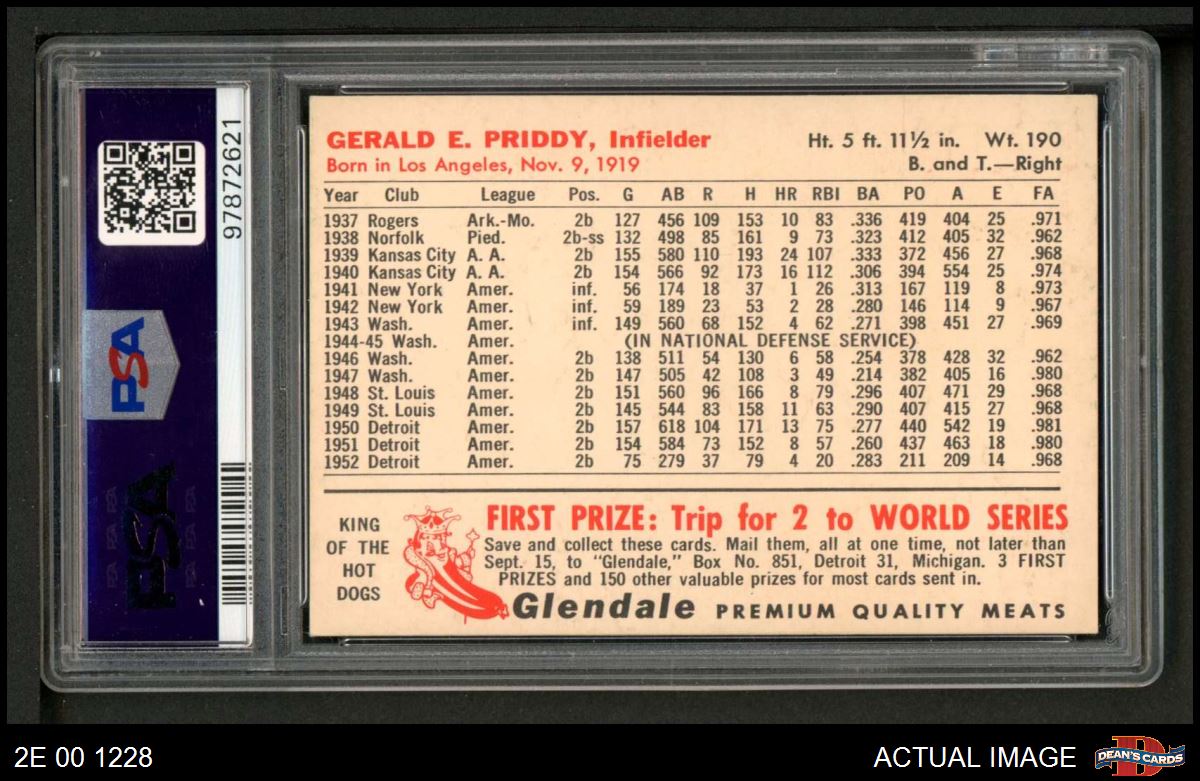 PSA
97872621
PSA
GERALD E. PRIDDY, Infielder Ht. 5 ft. 11½ in. Wt. 190
Born in Los Angeles, Nov. 9, 1919 B. and T.—Right
Year Club League Pos. G AB R H HR RBI BA PO A E FA
1937 Rogers Ark.-Mo. 2b 127 456 109 153 10 83 .336 419 404 25 .971
1938 Norfolk Pied. 2b-ss 132 498 85 161 9 73 .323 412 405 32 .962
1939 Kansas City A. A. 2b 155 580 110 193 24 107 .333 372 456 27 .968
1940 Kansas City A. A. 2b 154 566 92 173 16 112 .306 394 554 25 .974
1941 New York Amer. inf. 56 174 18 37 1 26 .313 167 119 8 .973
1942 New York Amer. inf. 59 189 23 53 2 28 .280 146 114 9 .967
1943 Wash. Amer. inf. 149 560 68 152 4 62 .271 398 451 27 .969
1944-45 Wash. Amer. (IN NATIONAL DEFENSE SERVICE)
1946 Wash. Amer. 2b 138 511 54 130 6 58 .254 378 428 32 .962
1947 Wash. Amer. 2b 147 505 42 108 3 49 .214 382 405 16 .980
1948 St. Louis Amer. 2b 151 560 96 166 8 79 .296 407 471 29 .968
1949 St. Louis Amer. 2b 145 544 83 158 11 63 .290 407 415 27 .968
1950 Detroit Amer. 2b 157 618 104 171 13 75 .277 440 542 19 .981
1951 Detroit Amer. 2b 154 584 73 152 8 57 .260 437 463 18 .980
1952 Detroit Amer. 2b 75 279 37 79 4 20 .283 211 209 14 .968
KING
OF THE
HOT
DOGS
FIRST PRIZE: Trip for 2 to WORLD SERIES
Save and collect these cards. Mail them, all at one time, not later than
Sept. 15, to "Glendale," Box No. 851, Detroit 31, Michigan. 3 FIRST
PRIZES and 150 other valuable prizes for most cards sent in.
Glendale PREMIUM QUALITY MEATS
2E 00 1228
ACTUAL IMAGE
DEAN'S CARDS